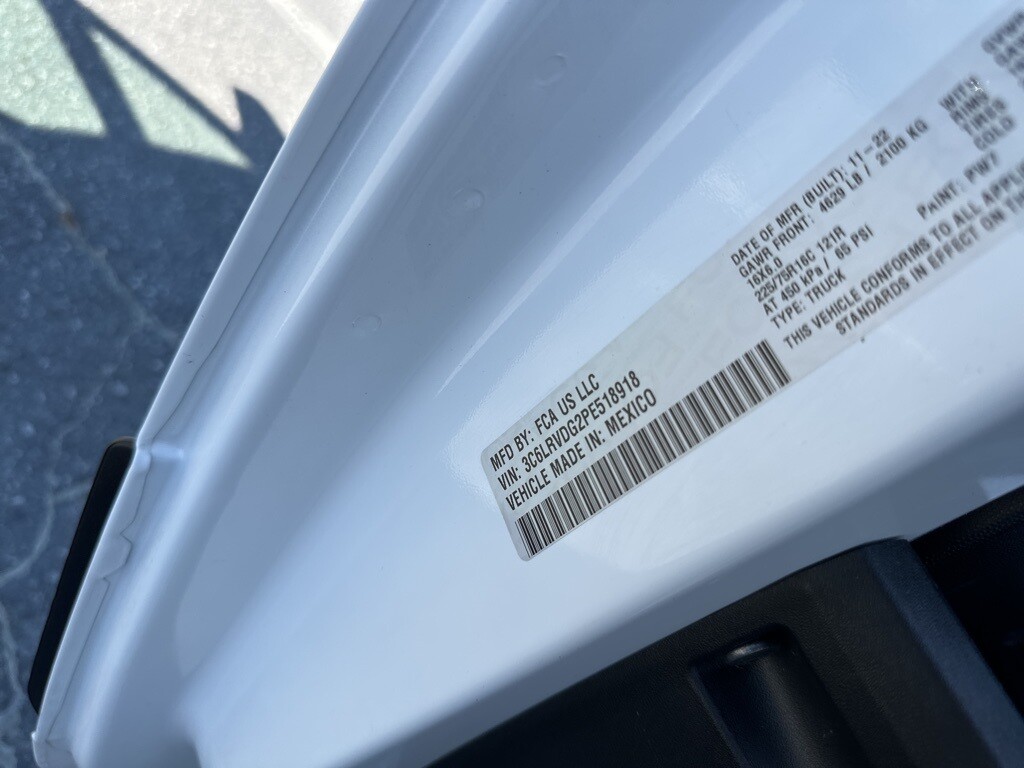 MFD BY: FCA US LLC
VIN: 3C6LRVDG2PE518918
VEHICLE MADE IN: MEXICO
DATE OF MFR (BUILT): 11-22
GAWR FRONT: 4629 LB / 2100 KG
16X6.0
225/75R16C 121R
AT 450 kPa / 65 PSI
TYPE: TRUCK
PAINT: PW7
THIS VEHICLE CONFORMS TO ALL
STANDARDS IN EFFECT ON
GVWR
WITH
RIMS
TIRES
COLD